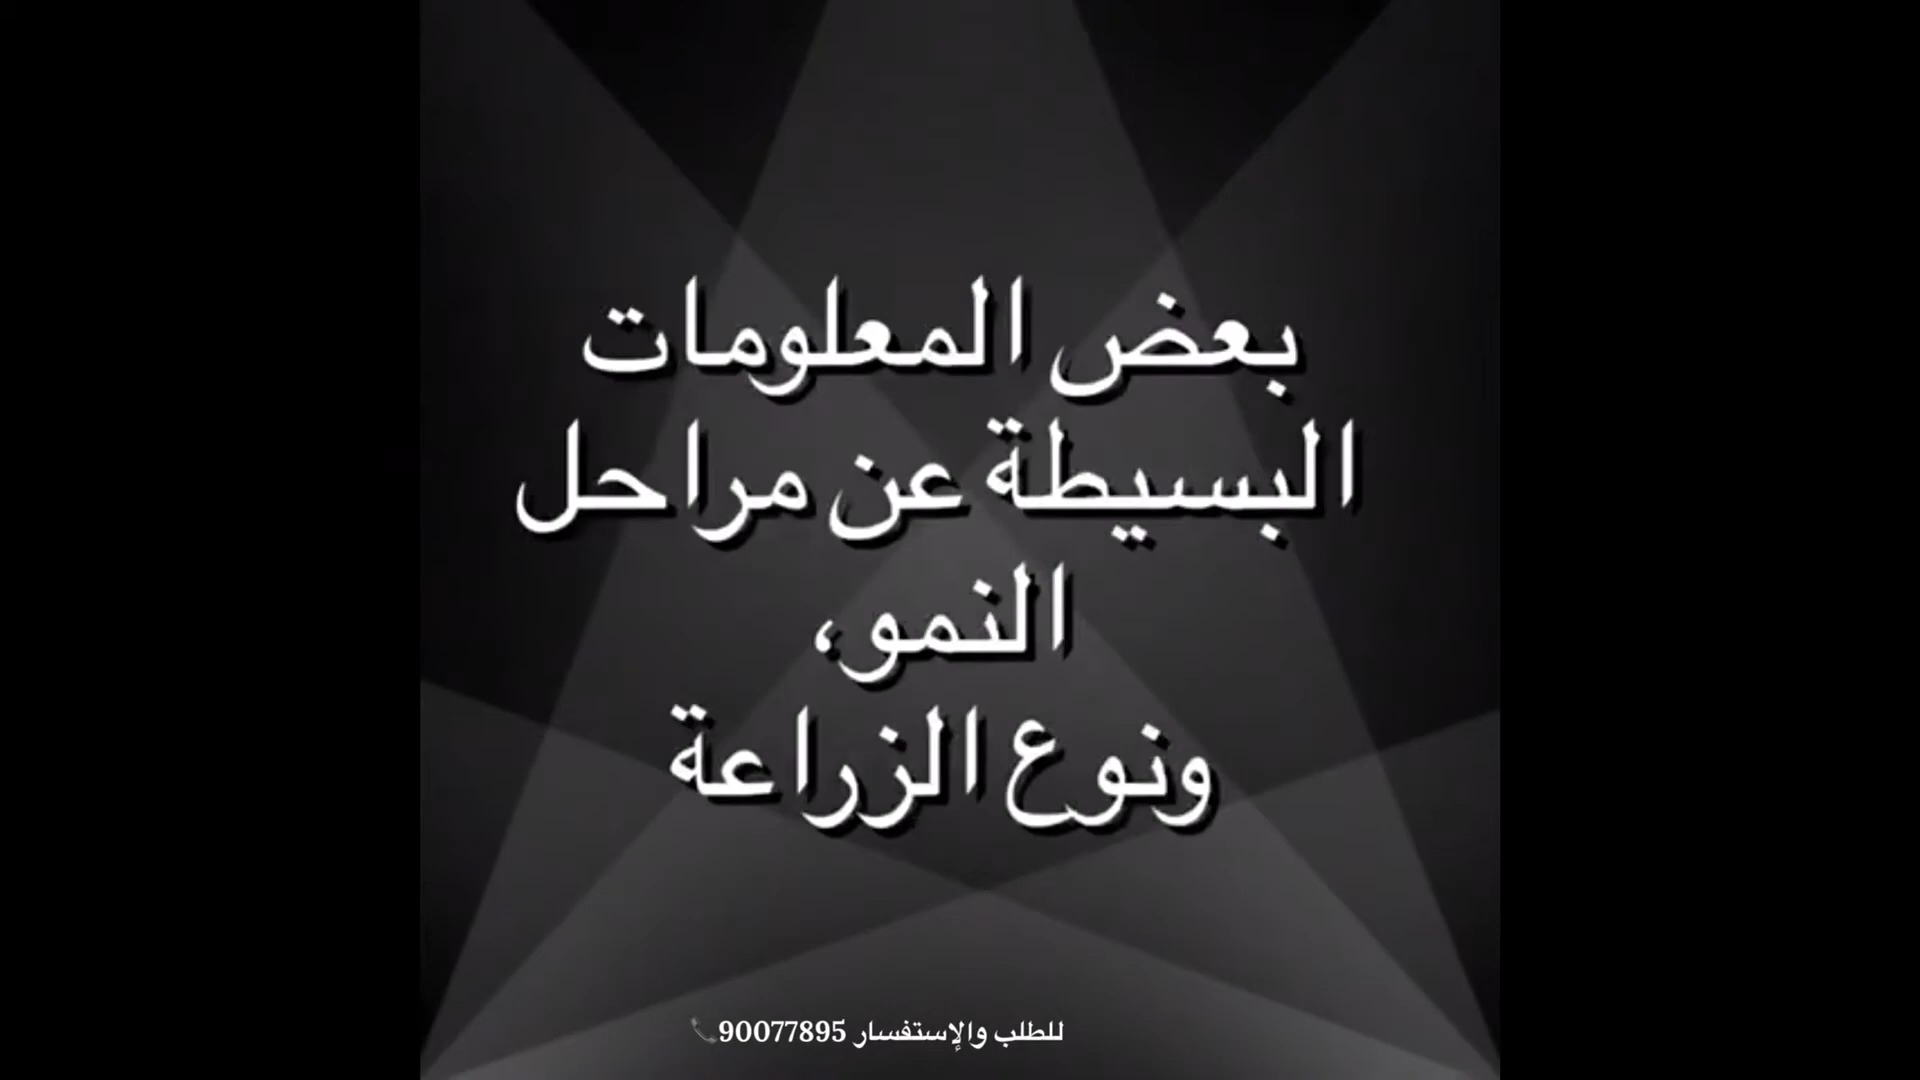 بعض المعلومات
البسيطة عن مراحل
النمو،
ونوع الزراعة
للطلب والإستفسار 90077895